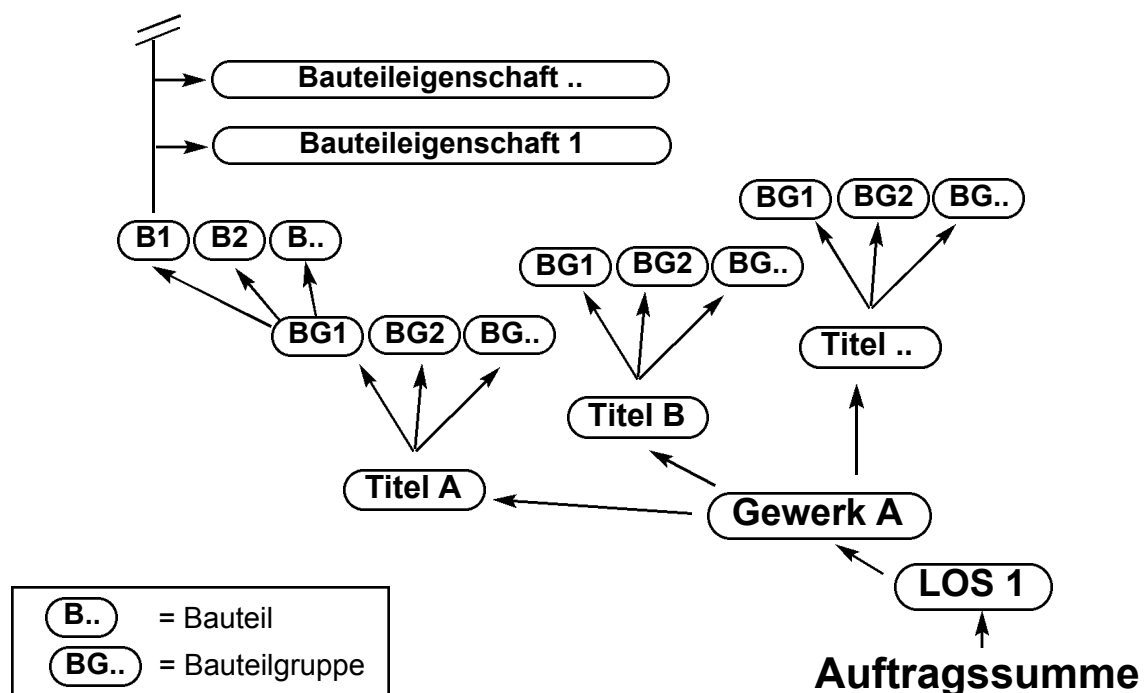 Bauteileigenschaft ..
Bauteileigenschaft 1
BG1 BG2 BG..
B1 B2 B..
BG1 BG2 BG..
BG1 BG2 BG..
Titel ..
Titel B
Titel A
Gewerk A
LOS 1
B.. = Bauteil
BG.. = Bauteilgruppe
Auftragssumme